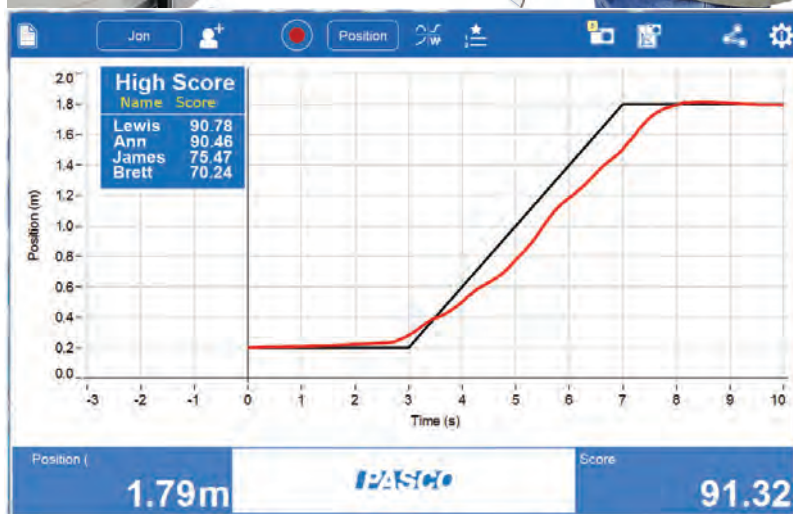 Jon
Position
High Score
Name Score
Lewis 90.78
Ann 90.46
James 75.47
Brett 70.24
2.0
1.8
1.6
1.4
1.2
1.0
0.8
0.6
0.4
0.2
0.0
Position (m)
-3 -2 -1 0 1 2 3 4 5 6 7 8 9 10
Time (s)
Position (
1.79m
PASCO
Score
91.32